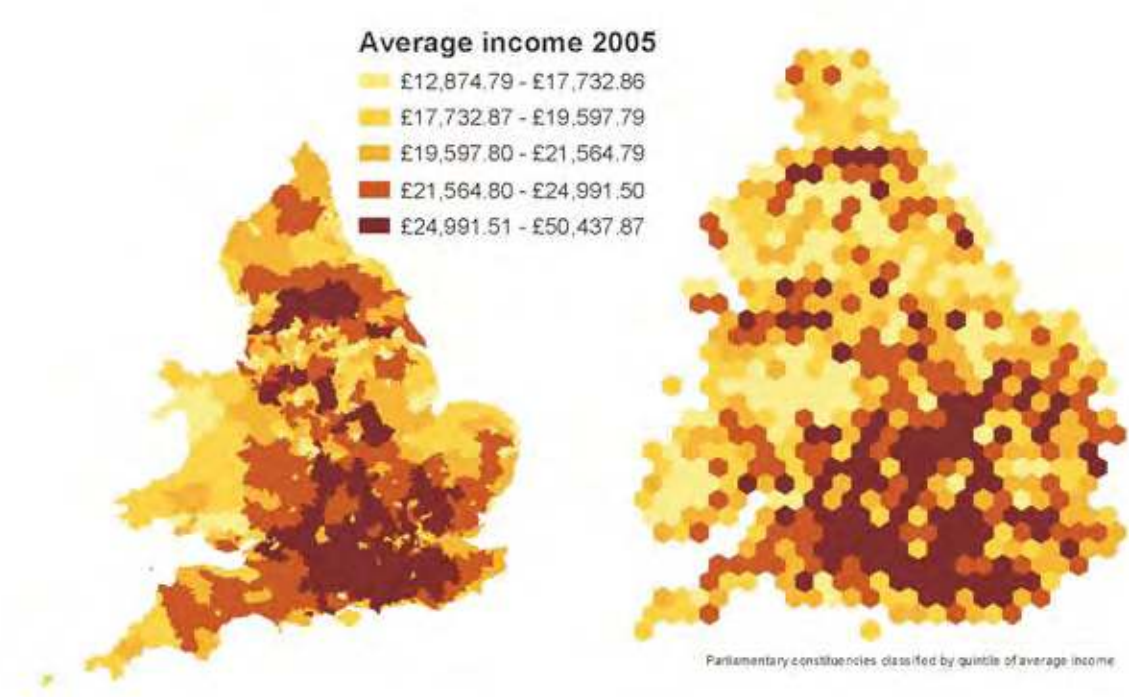 Average income 2005
£12,874.79 - £17,732.86
£17,732.87 - £19,597.79
£19,597.80 - £21,564.79
£21,564.80 - £24,991.50
£24,991.51 - £50,437.87
Parliamentary constituencies classified by quintile of average income